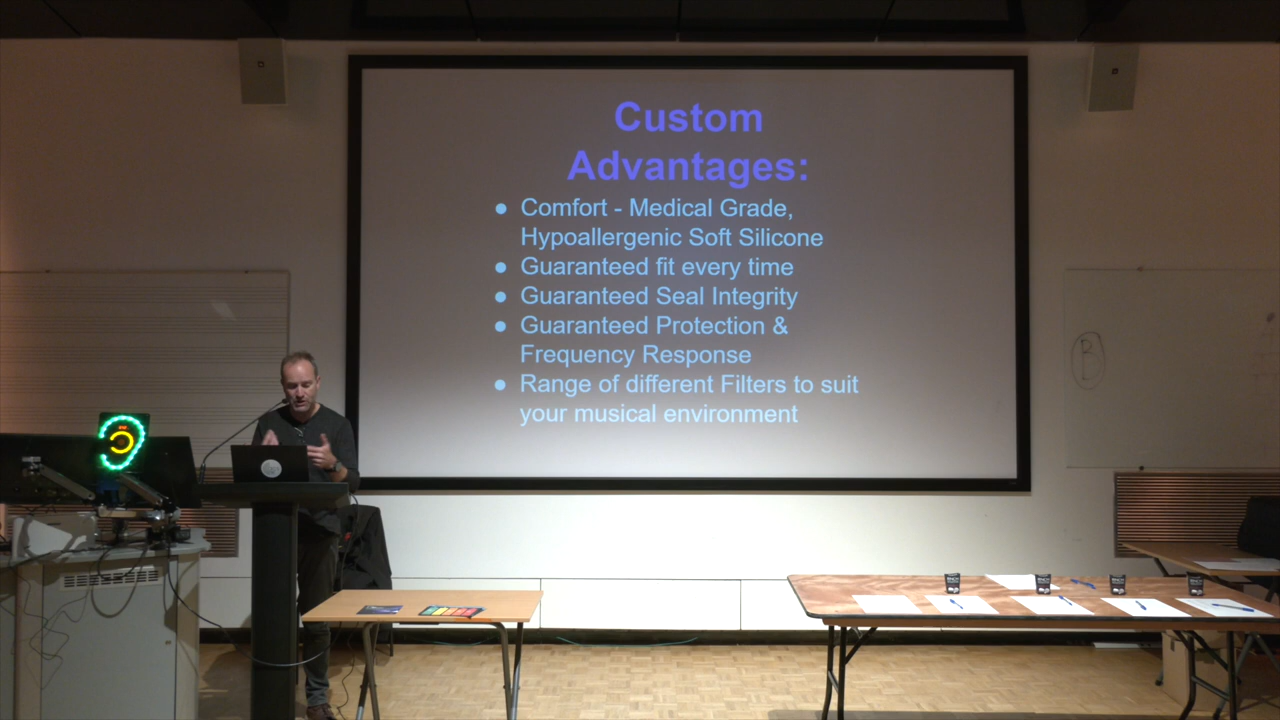 Custom
Advantages:
● Comfort - Medical Grade,
Hypoallergenic Soft Silicone
● Guaranteed fit every time
● Guaranteed Seal Integrity
● Guaranteed Protection &
Frequency Response
● Range of different Filters to suit
your musical environment
B